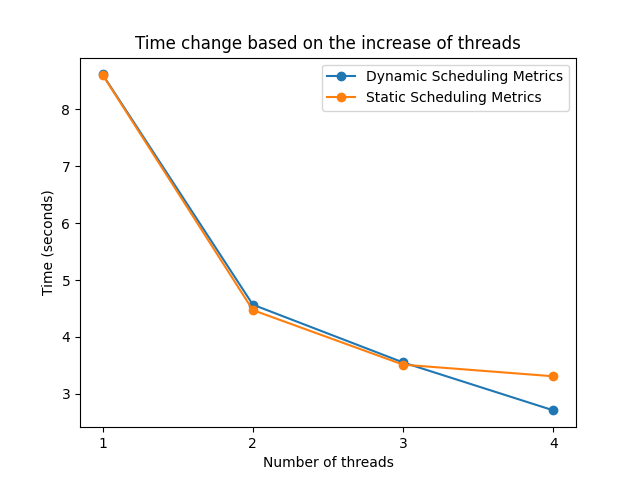 Time change based on the increase of threads
Dynamic Scheduling Metrics
Static Scheduling Metrics
Time (seconds)
8
7
6
5
4
3
1 2 3 4
Number of threads